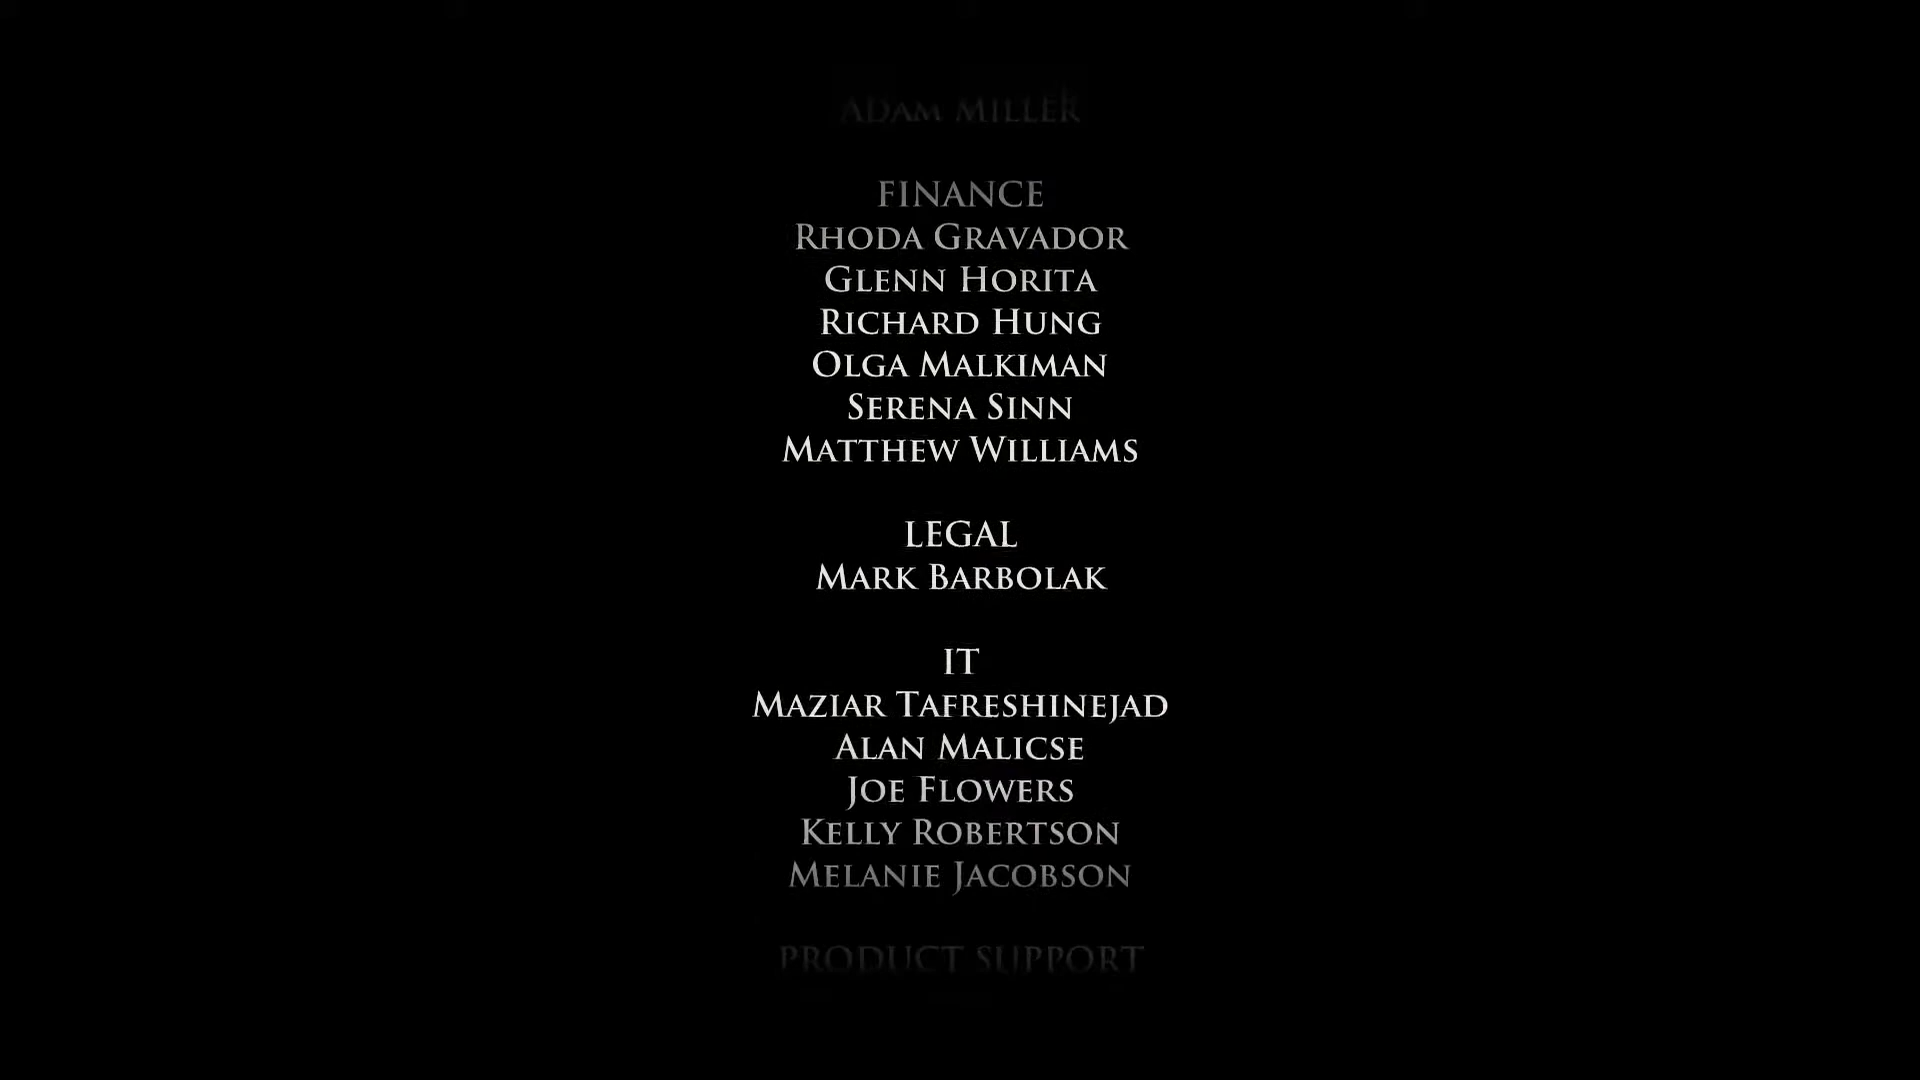 Adam Miller
FINANCE
Rhoda Gravador
Glenn Horita
Richard Hung
Olga Malkiman
Serena Sinn
Matthew Williams
LEGAL
Mark Barbolak
IT
Maziar Tafreshinejad
Alan Malicse
Joe Flowers
Kelly Robertson
Melanie Jacobson
PRODUCT SUPPORT